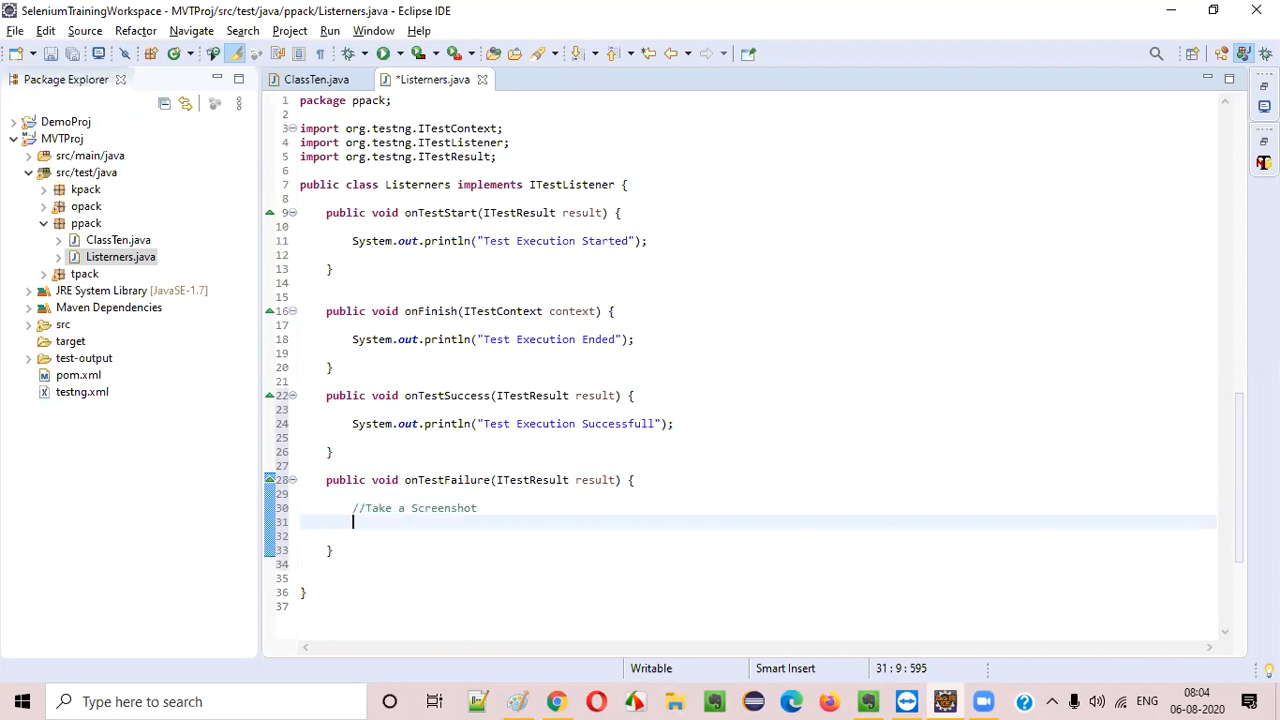 SeleniumTrainingWorkspace - MVTProj/src/test/java/ppack/Listerners.java - Eclipse IDE
File Edit Source Refactor Navigate Search Project Run Window Help
Package Explorer
ClassTen.java
*Listerners.java
DemoProj
MVTProj
src/main/java
src/test/java
kpack
opack
ppack
ClassTen.java
Listerners.java
tpack
JRE System Library [JavaSE-1.7]
Maven Dependencies
src
target
test-output
pom.xml
testng.xml
1 package ppack;
2
3 import org.testng.ITestContext;
4 import org.testng.ITestListener;
5 import org.testng.ITestResult;
6
7 public class Listerners implements ITestListener {
8
9 public void onTestStart(ITestResult result) {
10
11 System.out.println("Test Execution Started");
12
13 }
14
15
16 public void onFinish(ITestContext context) {
17
18 System.out.println("Test Execution Ended");
19
20 }
21
22 public void onTestSuccess(ITestResult result) {
23
24 System.out.println("Test Execution Successfull");
25
26 }
27
28 public void onTestFailure(ITestResult result) {
29
30 //Take a Screenshot
31
32
33 }
34
35
36 }
37
Writable Smart Insert 31 : 9 : 595
Type here to search
ENG
08:04
06-08-2020